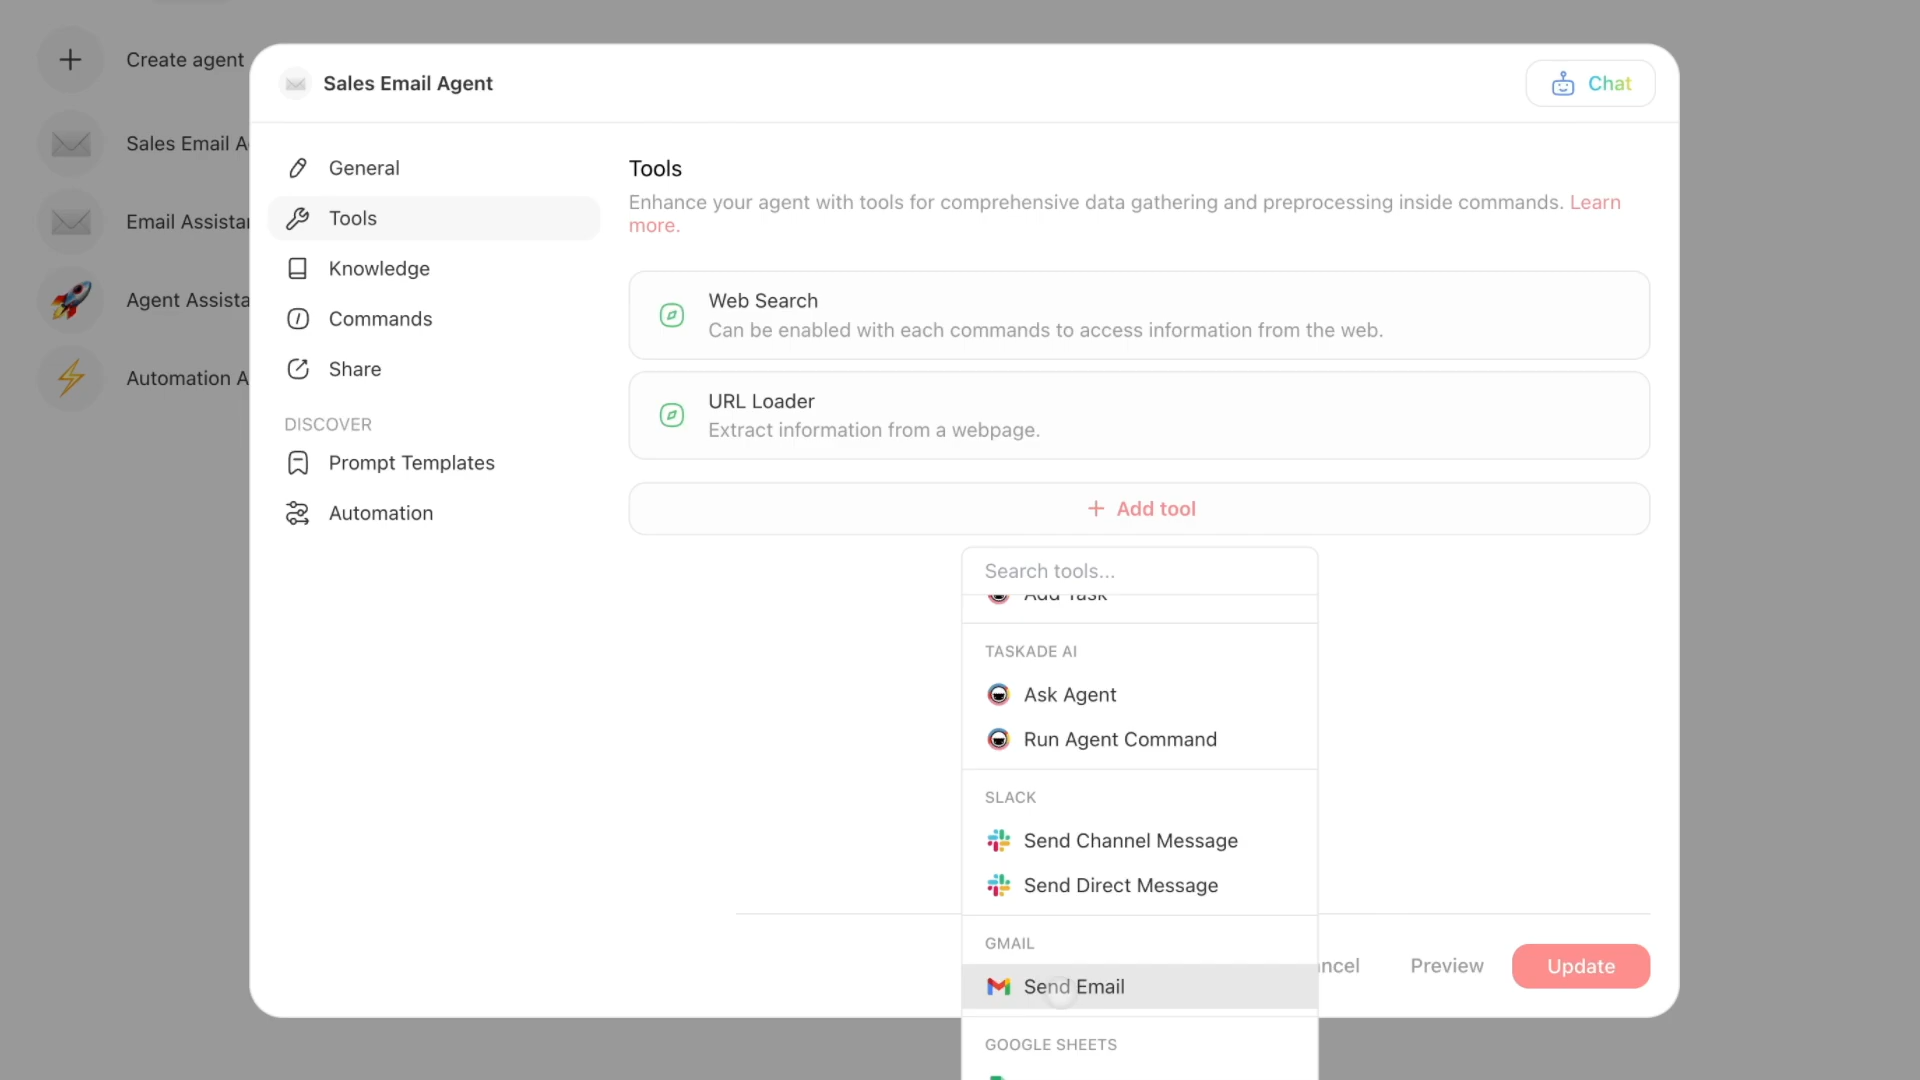 Create agent
Sales Email A
Email Assistan
Agent Assista
Automation A
Sales Email Agent
Chat
General
Tools
Knowledge
Commands
Share
DISCOVER
Prompt Templates
Automation
Tools
Enhance your agent with tools for comprehensive data gathering and preprocessing inside commands. Learn
more.
Web Search
Can be enabled with each commands to access information from the web.
URL Loader
Extract information from a webpage.
+ Add tool
Search tools...
Add Task
TASKADE AI
Ask Agent
Run Agent Command
SLACK
Send Channel Message
Send Direct Message
GMAIL
Send Email
GOOGLE SHEETS
ncel
Preview
Update